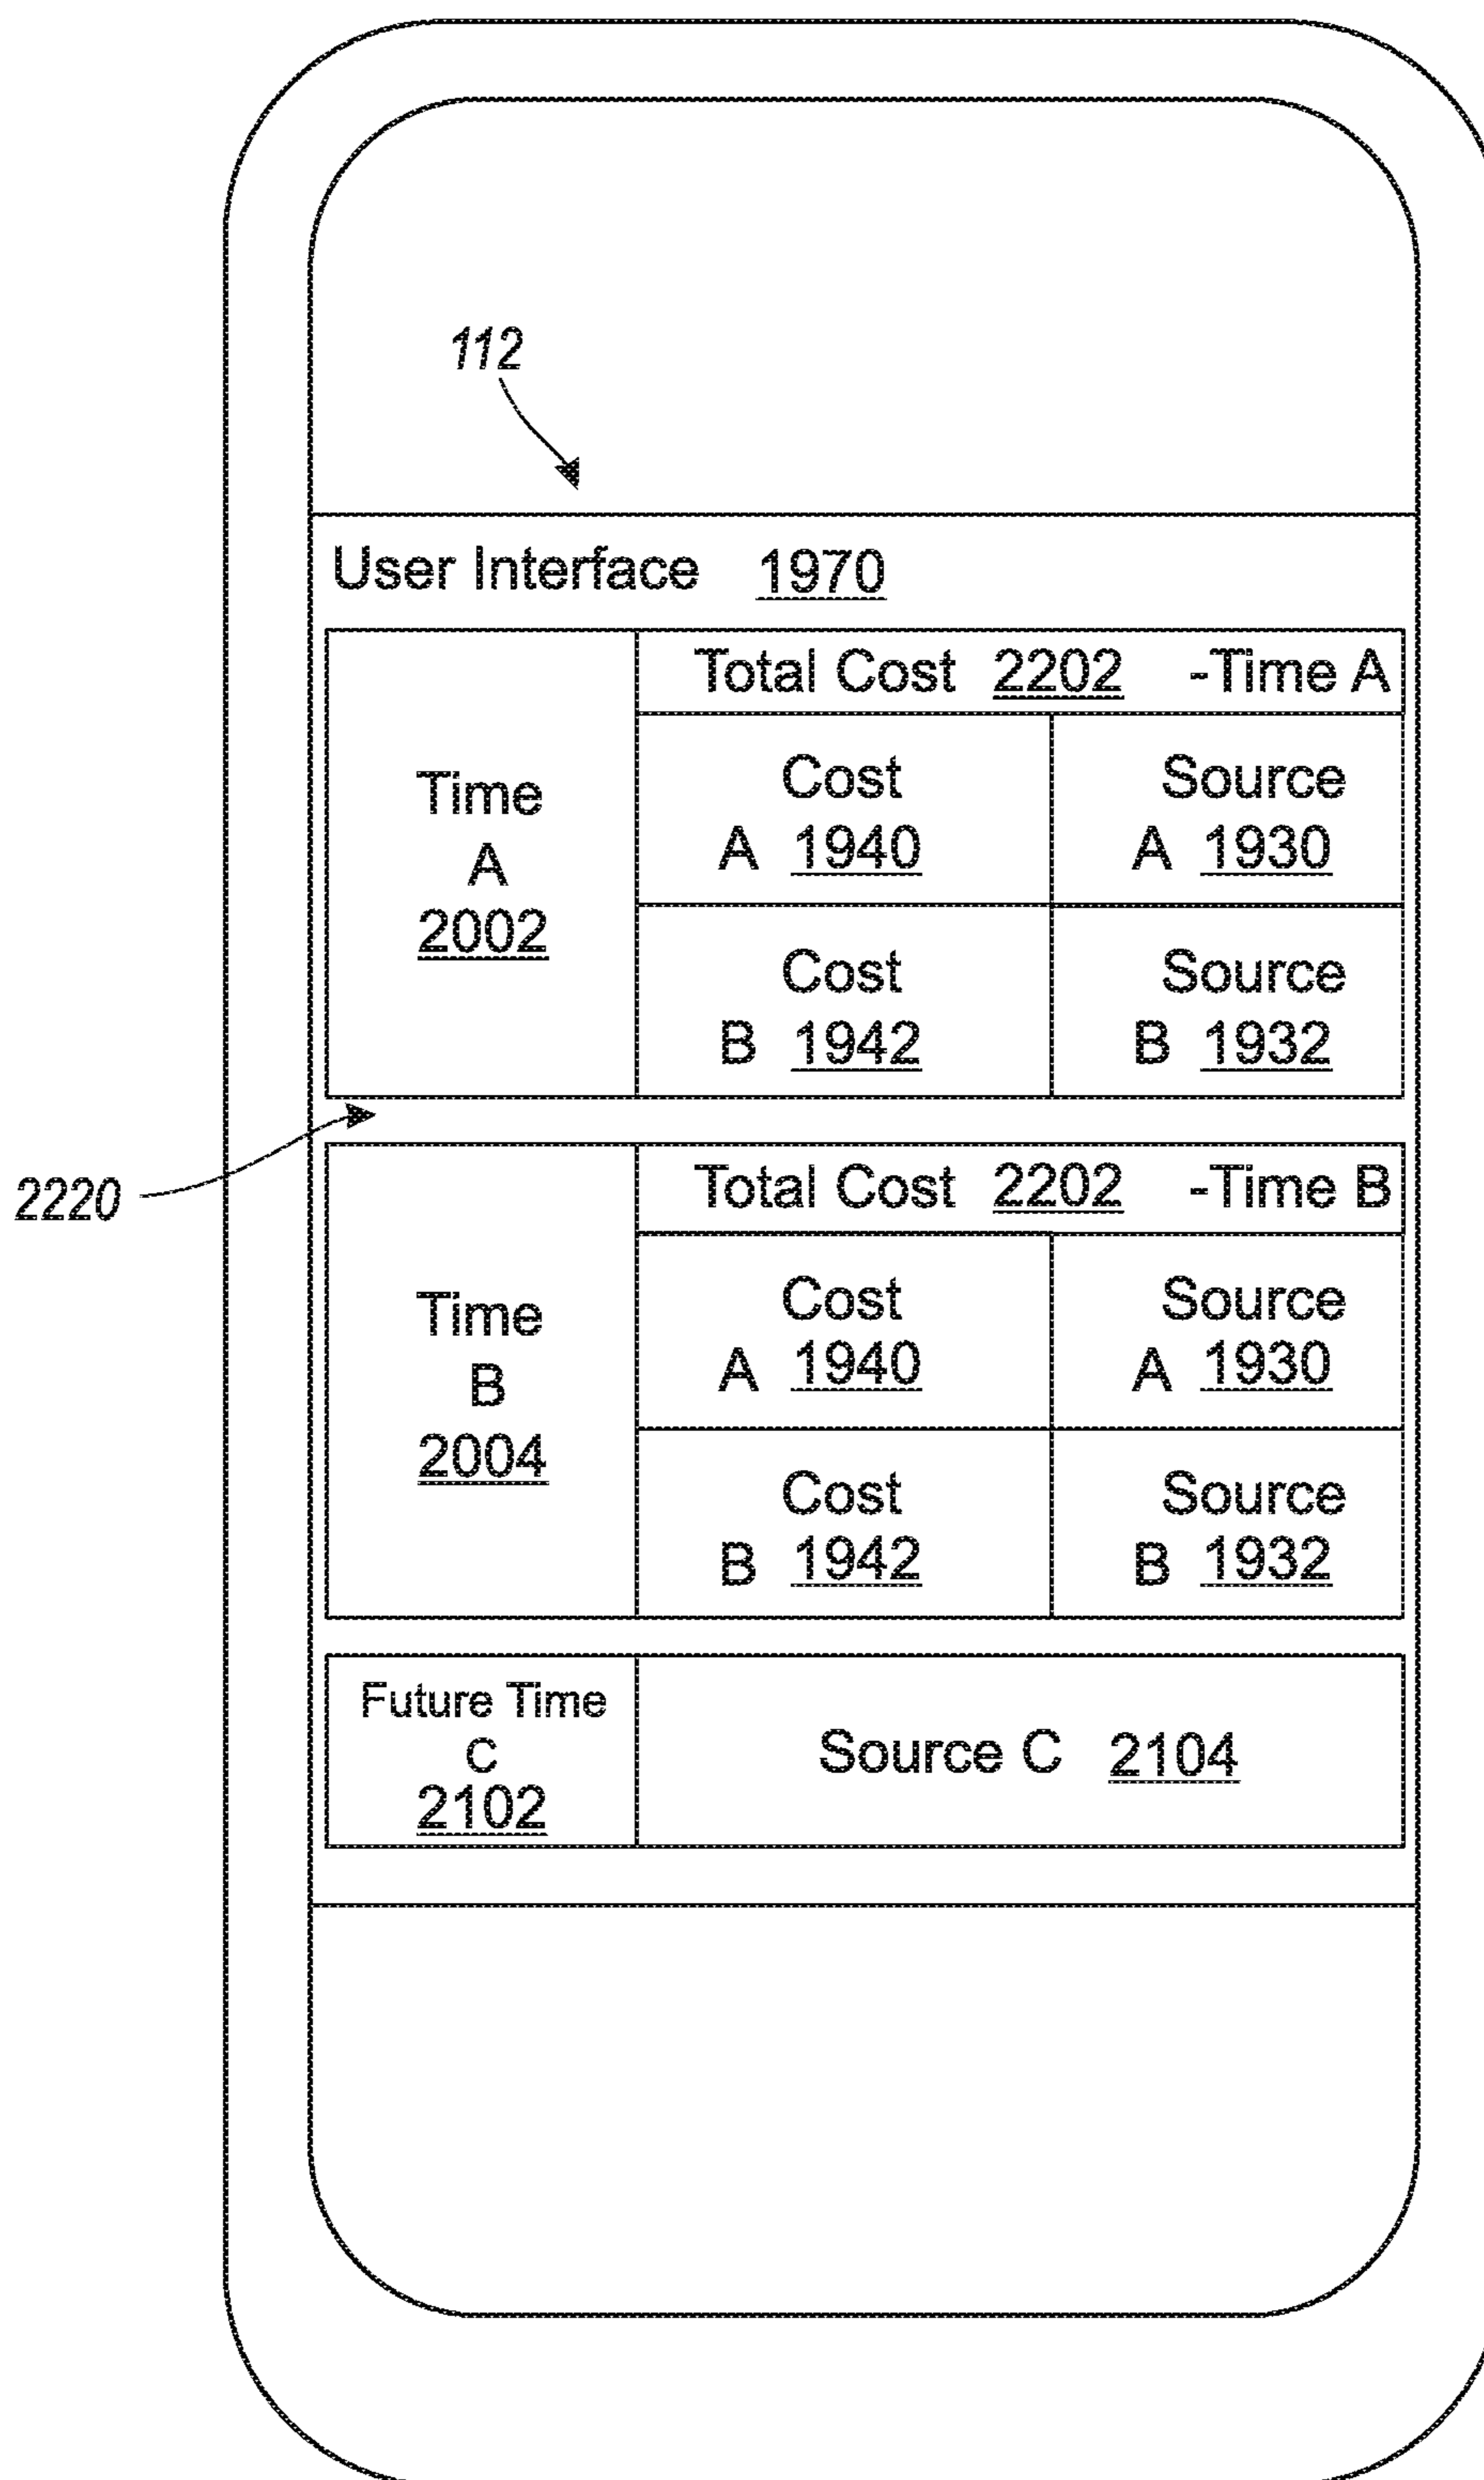 112
User Interface 1970
Total Cost 2202 -Time A
Time
A
2002
Cost
A 1940
Source
A 1930
Cost
B 1942
Source
B 1932
2220
Total Cost 2202 -Time B
Time
B
2004
Cost
A 1940
Source
A 1930
Cost
B 1942
Source
B 1932
Future Time
C
2102
Source C 2104